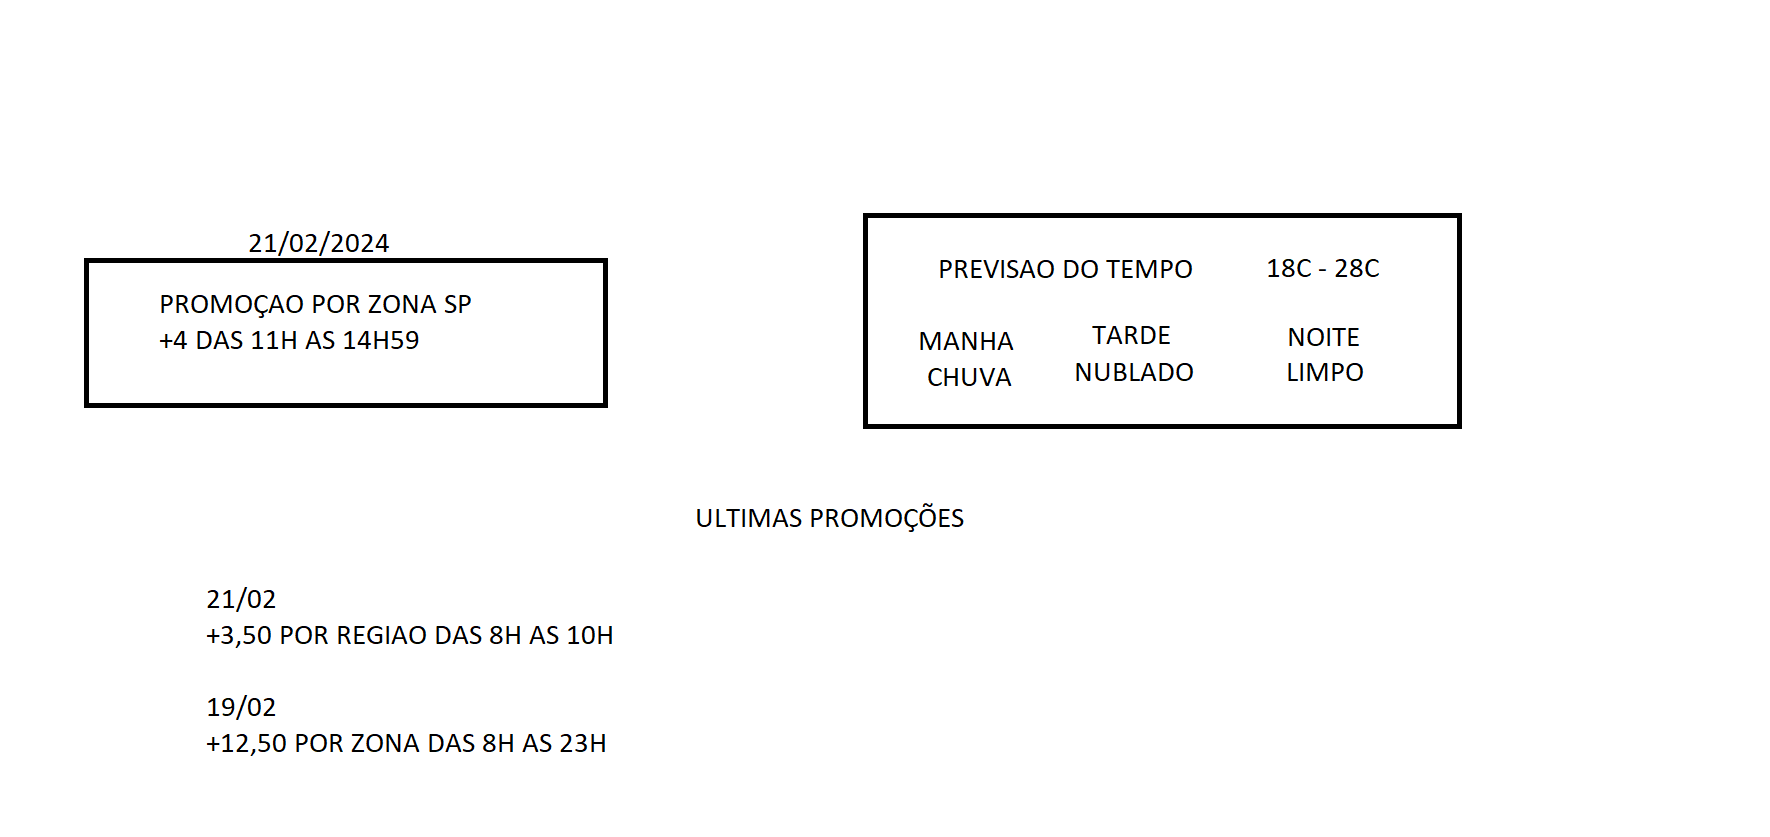 21/02/2024
PROMOÇAO POR ZONA SP
+4 DAS 11H AS 14H59
PREVISAO DO TEMPO 18C - 28C
MANHA TARDE NOITE
CHUVA NUBLADO LIMPO
ULTIMAS PROMOÇÕES
21/02
+3,50 POR REGIAO DAS 8H AS 10H
19/02
+12,50 POR ZONA DAS 8H AS 23H